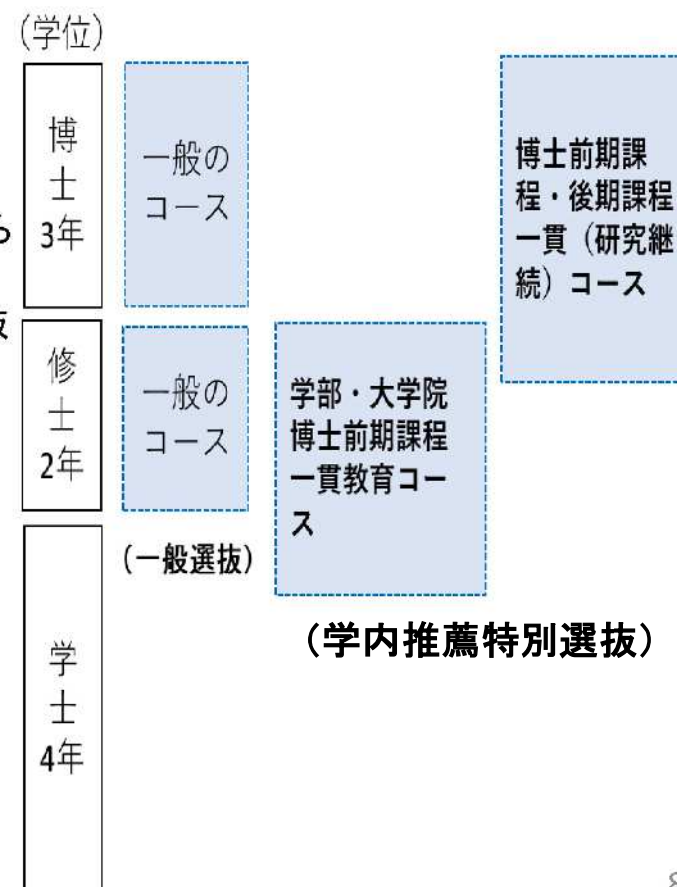 （学位）
博
士
3年
一般の
コース
博士前期課
程・後期課程
一貫（研究継
続）コース
修
士
2年
一般の
コース
学部・大学院
博士前期課程
一貫教育コー
ス
（一般選抜）
（学内推薦特別選抜）
学
士
4年